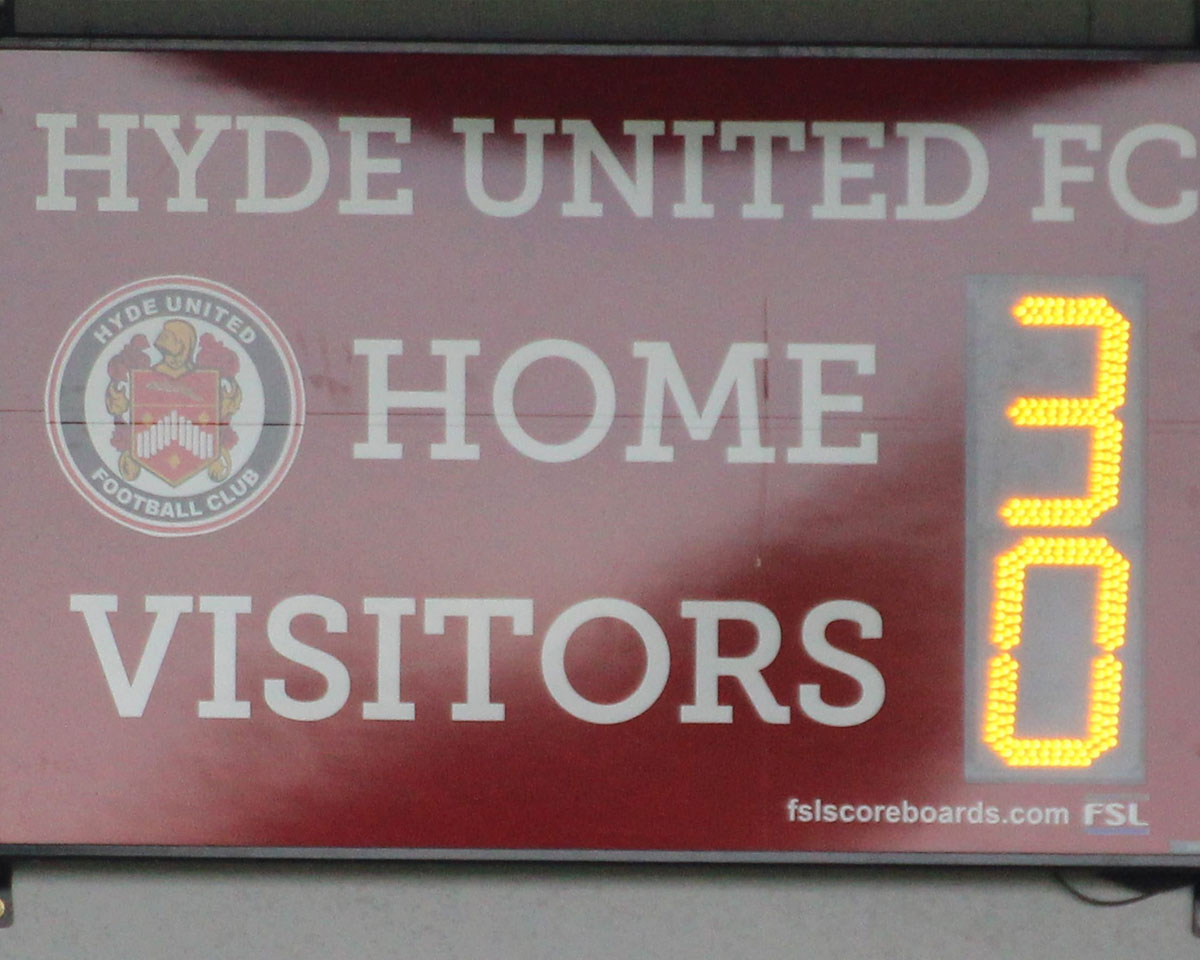 HYDE UNITED FC
HYDE UNITED
FOOTBALL CLUB
HOME 3
VISITORS 0
fslscoreboards.com FSL